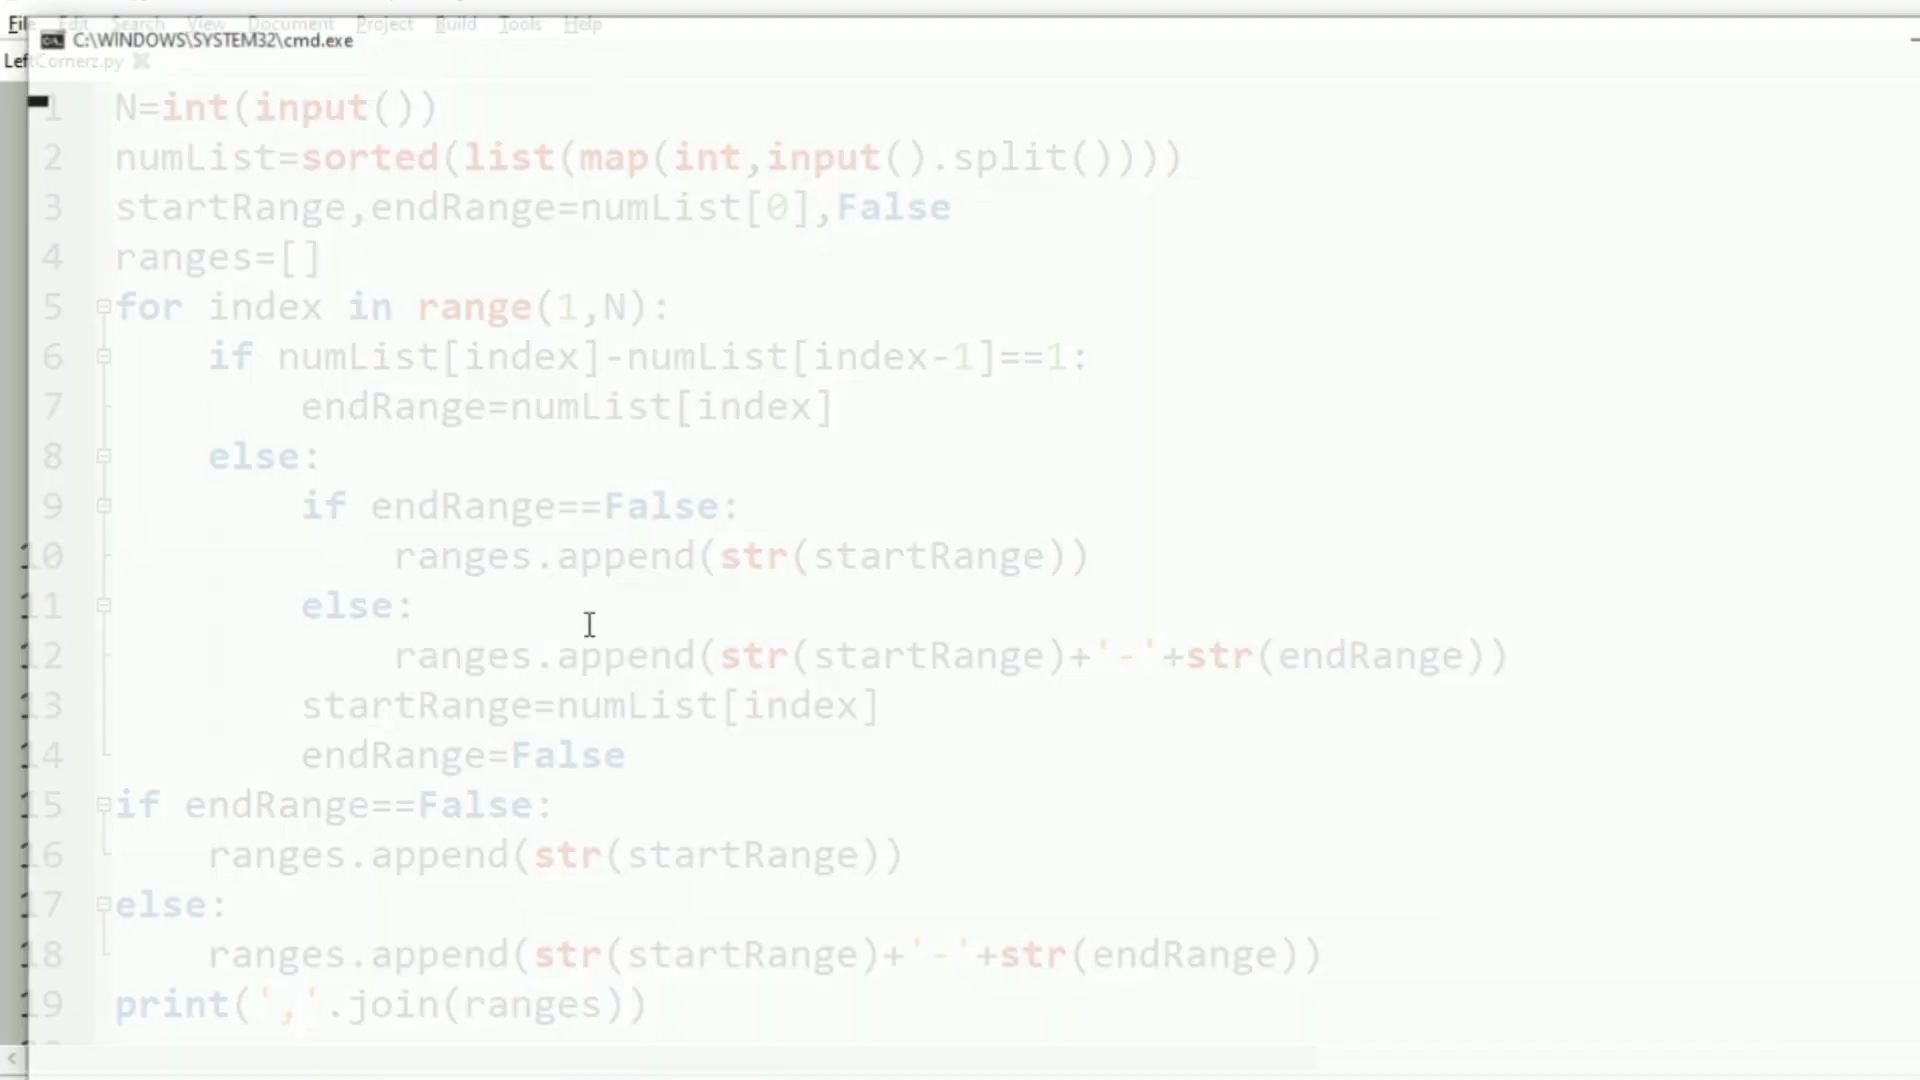 File Edit Search View Document Project Build Tools Help
C:\WINDOWS\SYSTEM32\cmd.exe
LeftCornerz.py
1 N=int(input())
2 numList=sorted(list(map(int,input().split())))
3 startRange,endRange=numList[0],False
4 ranges=[]
5 for index in range(1,N):
6     if numList[index]-numList[index-1]==1:
7         endRange=numList[index]
8     else:
9         if endRange==False:
10             ranges.append(str(startRange))
11         else:
12             ranges.append(str(startRange)+'-'+str(endRange))
13         startRange=numList[index]
14         endRange=False
15 if endRange==False:
16     ranges.append(str(startRange))
17 else:
18     ranges.append(str(startRange)+'-'+str(endRange))
19 print(','.join(ranges))